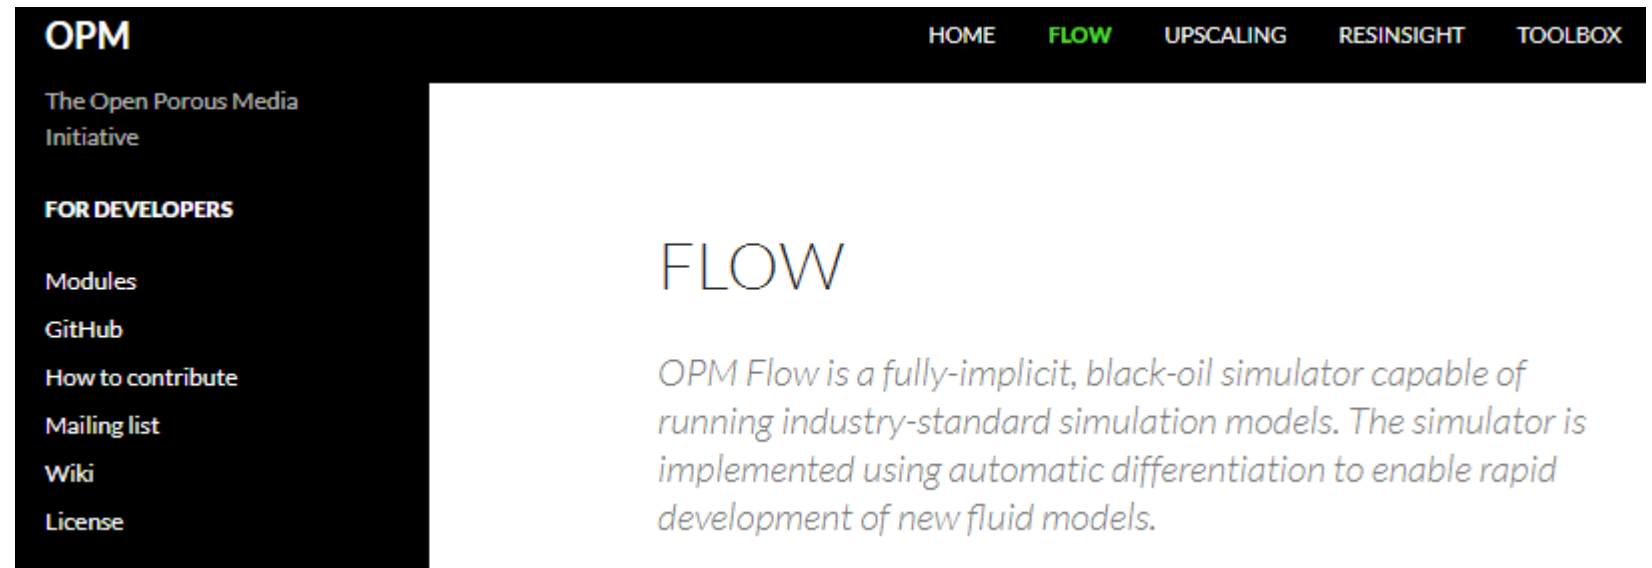 OPM
HOME FLOW UPSCALING RESINSIGHT TOOLBOX
The Open Porous Media
Initiative
FOR DEVELOPERS
Modules
GitHub
How to contribute
Mailing list
Wiki
License
FLOW
OPM Flow is a fully-implicit, black-oil simulator capable of
running industry-standard simulation models. The simulator is
implemented using automatic differentiation to enable rapid
development of new fluid models.